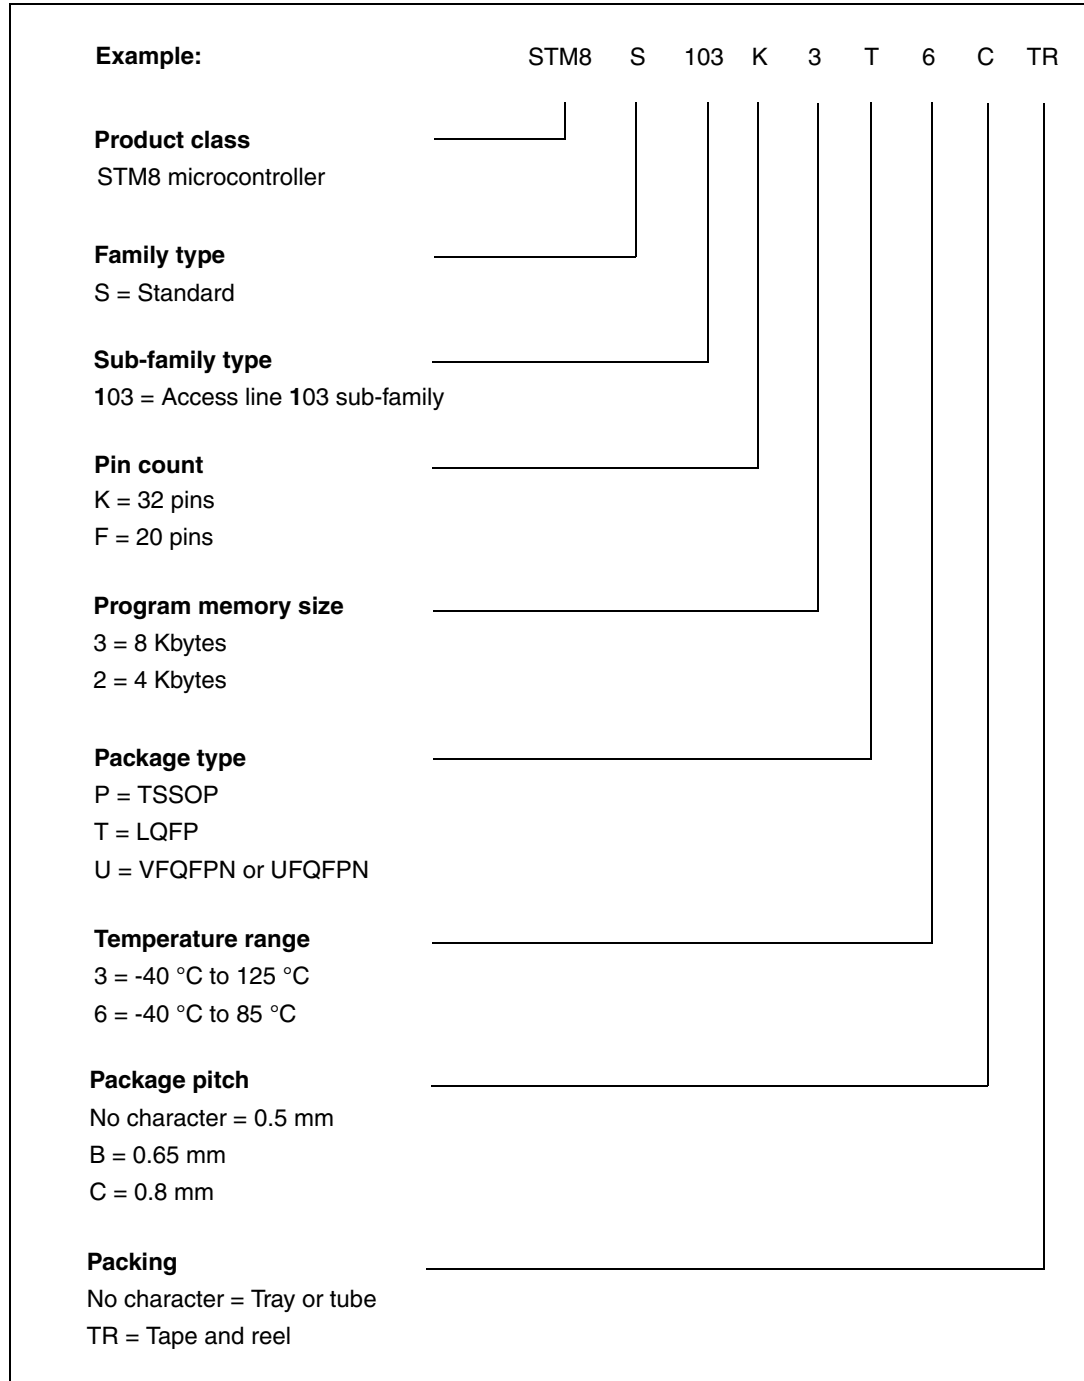 Example: STM8 S 103 K 3 T 6 C TR
Product class
STM8 microcontroller
Family type
S = Standard
Sub-family type
103 = Access line 103 sub-family
Pin count
K = 32 pins
F = 20 pins
Program memory size
3 = 8 Kbytes
2 = 4 Kbytes
Package type
P = TSSOP
T = LQFP
U = VFQFPN or UFQFPN
Temperature range
3 = -40 °C to 125 °C
6 = -40 °C to 85 °C
Package pitch
No character = 0.5 mm
B = 0.65 mm
C = 0.8 mm
Packing
No character = Tray or tube
TR = Tape and reel